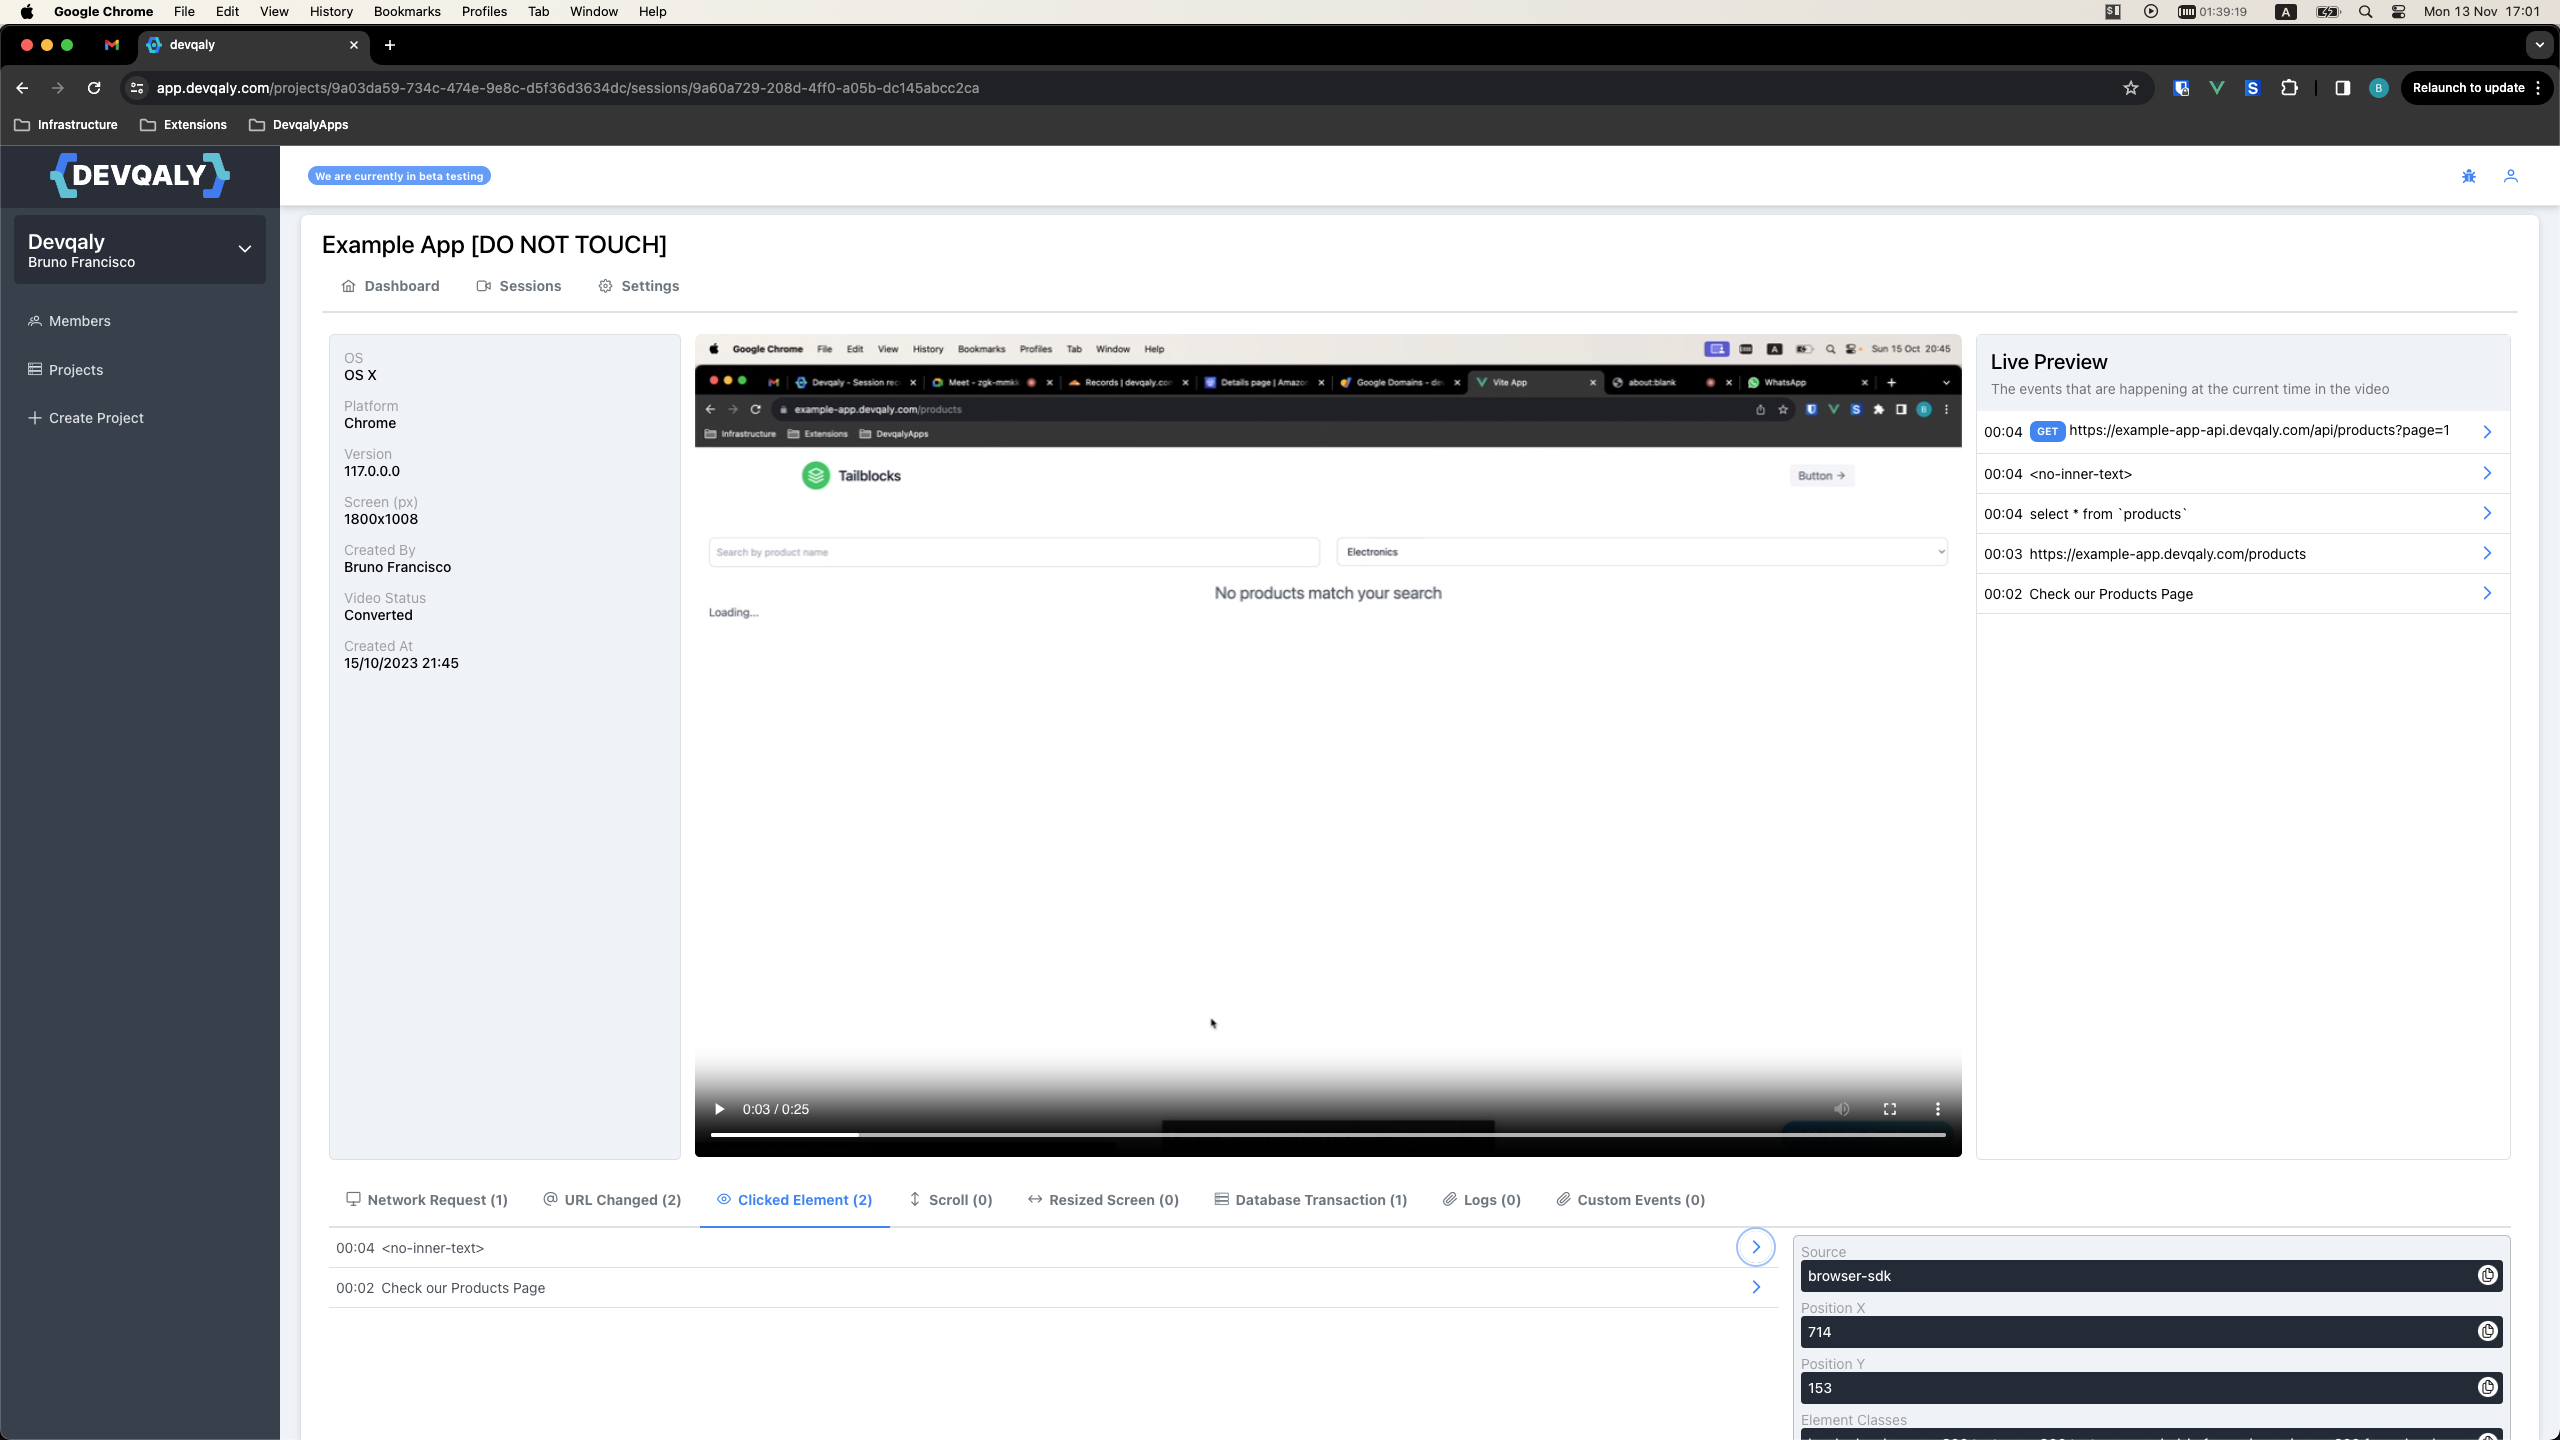 Google Chrome File Edit View History Bookmarks Profiles Tab Window Help 01:39:19 A Mon 13 Nov 17:01
devqaly
app.devqaly.com/projects/9a03da59-734c-474e-9e8c-d5f36d3634dc/sessions/9a60a729-208d-4ff0-a05b-dc145abcc2ca S B Relaunch to update
Infrastructure Extensions DevqalyApps
DEVQALY
We are currently in beta testing
Devqaly
Bruno Francisco
Members
Projects
Create Project
Example App [DO NOT TOUCH]
Dashboard Sessions Settings
OS
OS X
Platform
Chrome
Version
117.0.0.0
Screen (px)
1800x1008
Created By
Bruno Francisco
Video Status
Converted
Created At
15/10/2023 21:45
Google Chrome File Edit View History Bookmarks Profiles Tab Window Help A Sun 15 Oct 20:45
Devqaly - Session rec Meet - zgk-mmk Records | devqaly.co Details page | Amazo Google Domains - de Vite App about:blank WhatsApp
example-app.devqaly.com/products S B
Infrastructure Extensions DevqalyApps
Tailblocks Button →
Search by product name Electronics
No products match your search
Loading...
0:03 / 0:25
Live Preview
The events that are happening at the current time in the video
00:04 GET https://example-app-api.devqaly.com/api/products?page=1
00:04 <no-inner-text>
00:04 select * from `products`
00:03 https://example-app.devqaly.com/products
00:02 Check our Products Page
Network Request (1) URL Changed (2) Clicked Element (2) Scroll (0) Resized Screen (0) Database Transaction (1) Logs (0) Custom Events (0)
00:04 <no-inner-text>
00:02 Check our Products Page
Source
browser-sdk
Position X
714
Position Y
153
Element Classes